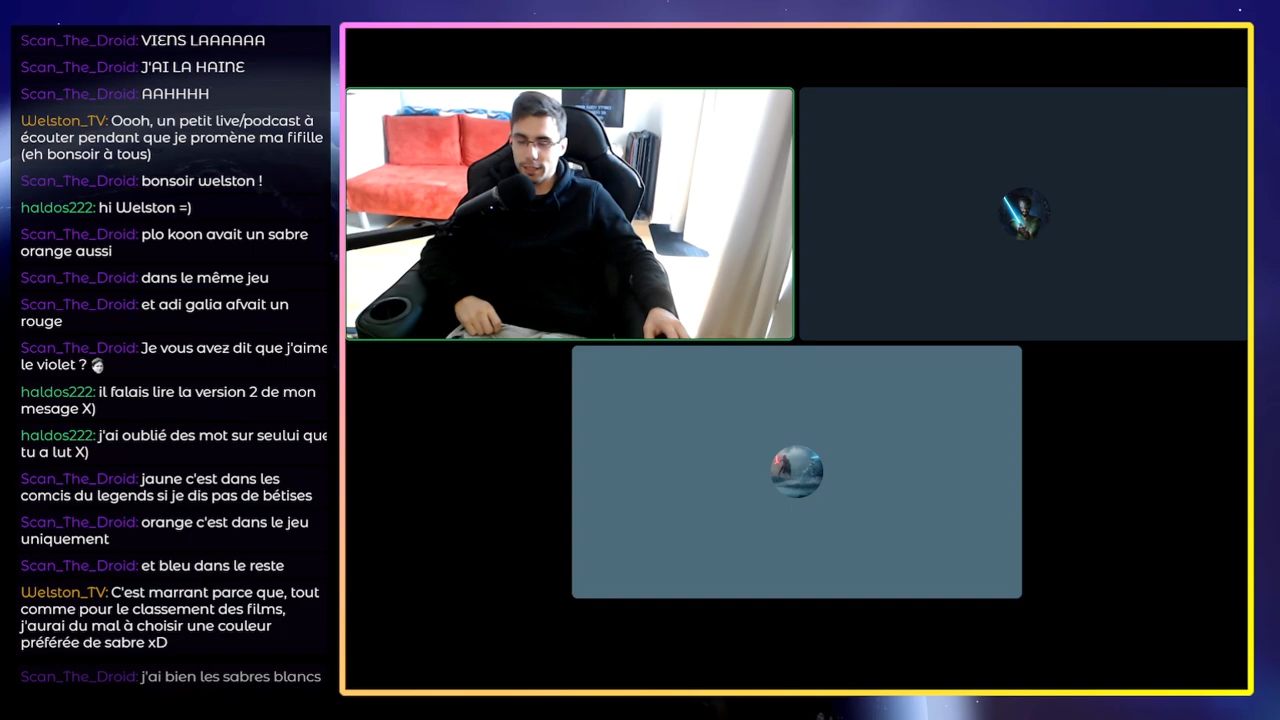 Scan_The_Droid: VIENS LAAAAAA
Scan_The_Droid: J'AI LA HAINE
Scan_The_Droid: AAHHHH
Welston_TV: Oooh, un petit live/podcast à
écouter pendant que je promène ma fifille
(eh bonsoir à tous)
Scan_The_Droid: bonsoir welston !
haldos222: hi Welston =)
Scan_The_Droid: plo koon avait un sabre
orange aussi
Scan_The_Droid: dans le même jeu
Scan_The_Droid: et adi galia afvait un
rouge
Scan_The_Droid: Je vous avez dit que j'aime
le violet ?
haldos222: il falais lire la version 2 de mon
mesage X)
haldos222: j'ai oublié des mot sur seului que
tu a lut X)
Scan_The_Droid: jaune c'est dans les
comcis du legends si je dis pas de bétises
Scan_The_Droid: orange c'est dans le jeu
uniquement
Scan_The_Droid: et bleu dans le reste
Welston_TV: C'est marrant parce que, tout
comme pour le classement des films,
j'aurai du mal à choisir une couleur
préférée de sabre xD
Scan_The_Droid: j'ai bien les sabres blancs